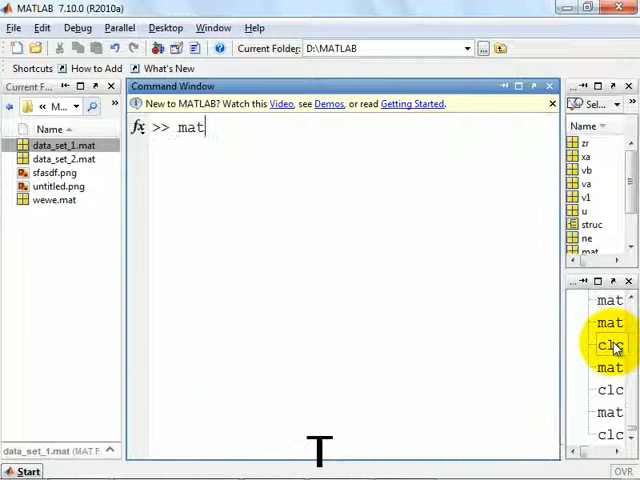 MATLAB 7.10.0 (R2010a)
File Edit Debug Parallel Desktop Window Help
Current Folder: D:\MATLAB
Shortcuts How to Add What's New
Current F...
« M...
Name
data_set_1.mat
data_set_2.mat
sfasdf.png
untitled.png
wewe.mat
data_set_1.mat (MAT F
Command Window
New to MATLAB? Watch this Video, see Demos, or read Getting Started.
fx >> mat
Sel...
Name
zr
xa
vb
va
v1
u
struc
ne
mat
mat
mat
clc
mat
clc
mat
clc
T
Start
OVR